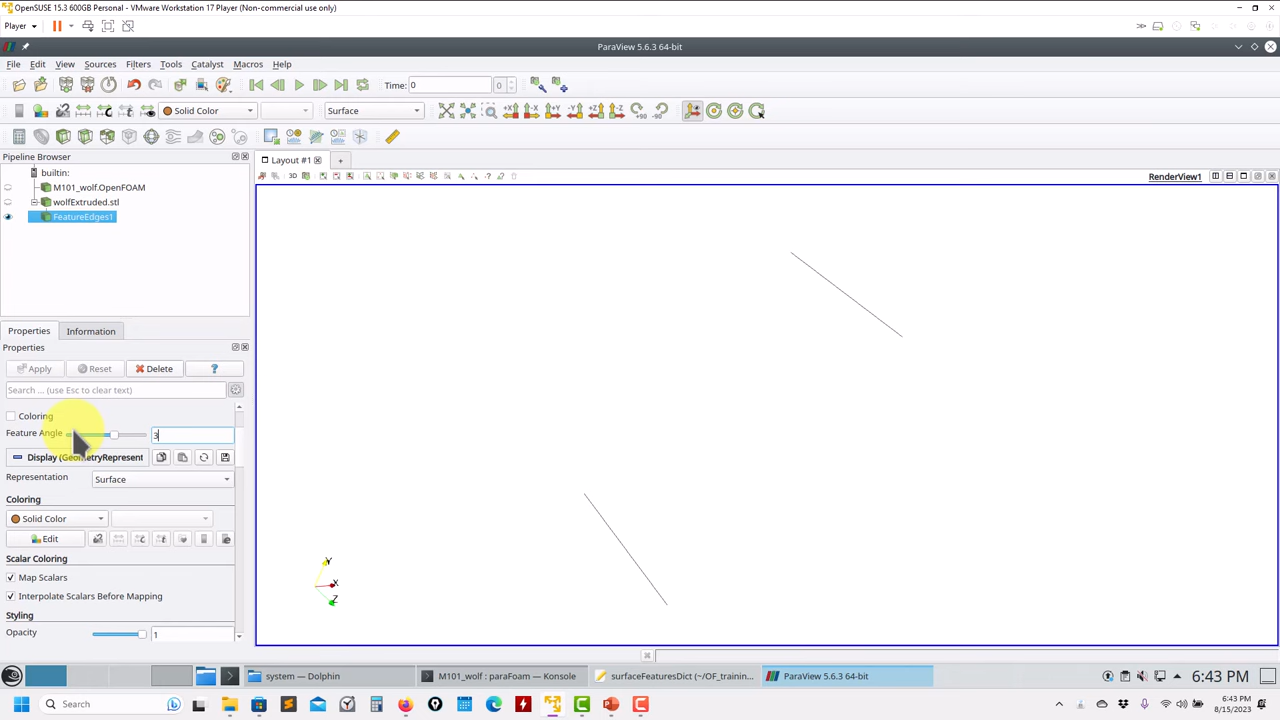 OpenSUSE 15.3 600GB Personal - VMware Workstation 17 Player (Non-commercial use only)
Player
ParaView 5.6.3 64-bit
File Edit View Sources Filters Tools Catalyst Macros Help
Time: 0 0
Solid Color Surface
+X -X +Y -Y +Z -Z +90 -90
Pipeline Browser
Layout #1
3D
RenderView1
builtin:
M101_wolf.OpenFOAM
wolfExtruded.stl
FeatureEdges1
Properties Information
Properties
Apply Reset Delete ?
Search ... (use Esc to clear text)
Coloring
Feature Angle 3
Display (GeometryRepresent
Representation Surface
Coloring
Solid Color
Edit
Scalar Coloring
Map Scalars
Interpolate Scalars Before Mapping
Styling
Opacity 1
Y
X
Z
system — Dolphin
M101_wolf : paraFoam — Konsole
surfaceFeaturesDict (~/OF_trainin...
ParaView 5.6.3 64-bit
6:43 PM
Search
5:43 PM
8/15/2023